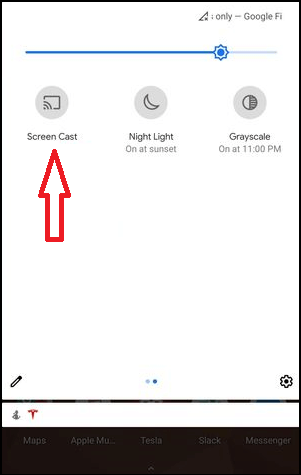 : only — Google Fi
Screen Cast Night Light Grayscale
On at sunset On at 11:00 PM
Maps Apple Mu... Tesla Slack Messenger